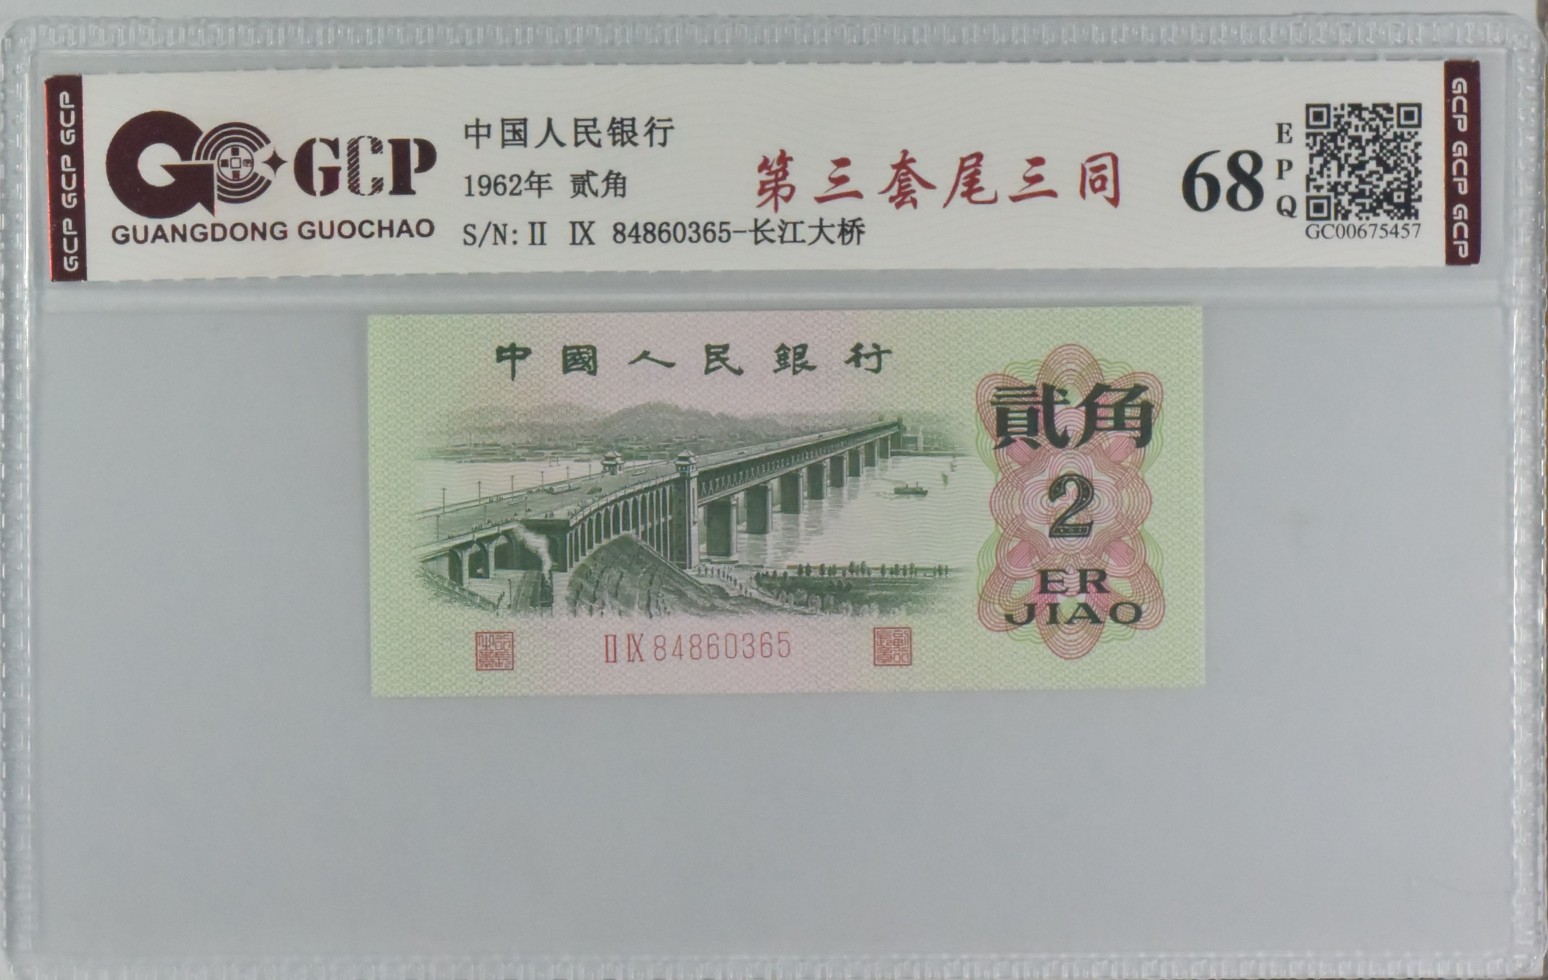 GCP GCP GCP
GCP
GUANGDONG GUOCHAO
中国人民银行
1962年 贰角
S/N: II IX 84860365-长江大桥
第三套尾三同
68
EPQ
GC00675457
GCP GCP GCP
中國人民銀行
貳角
2
ER
JIAO
II IX 84860365